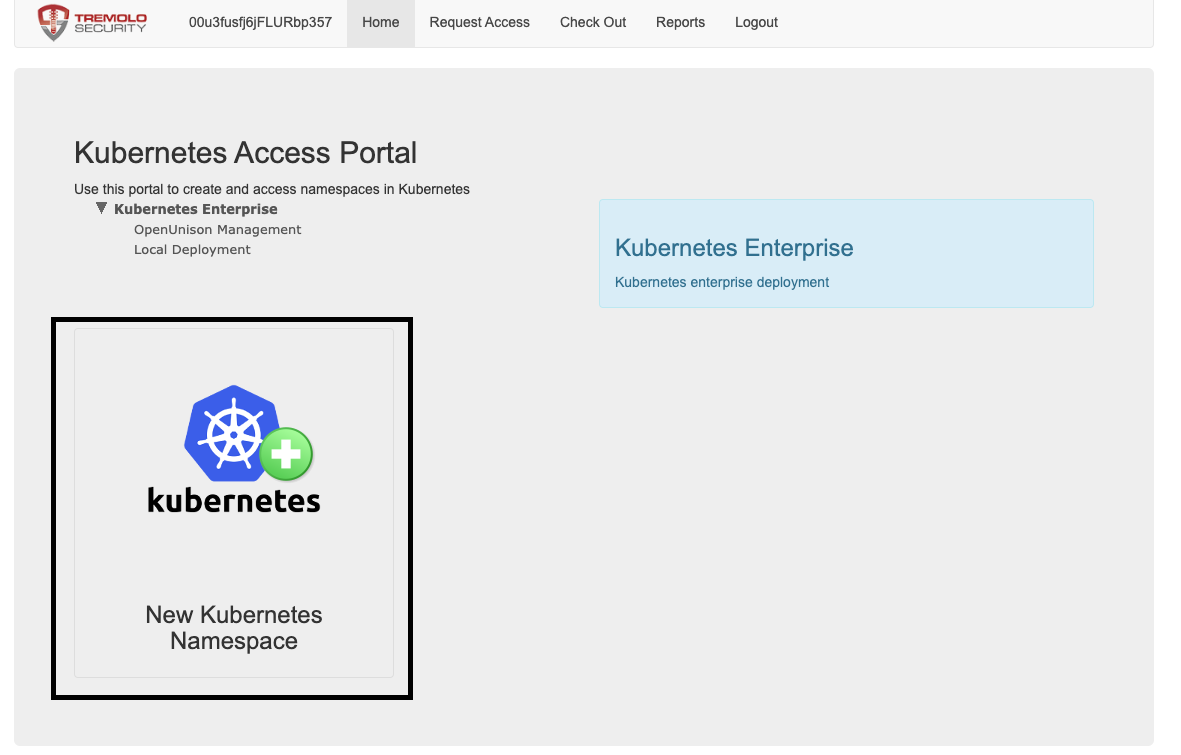 TREMOLO
SECURITY
00u3fusfj6jFLURbp357 Home Request Access Check Out Reports Logout
Kubernetes Access Portal
Use this portal to create and access namespaces in Kubernetes
Kubernetes Enterprise
OpenUnison Management
Local Deployment
Kubernetes Enterprise
Kubernetes enterprise deployment
kubernetes
New Kubernetes
Namespace